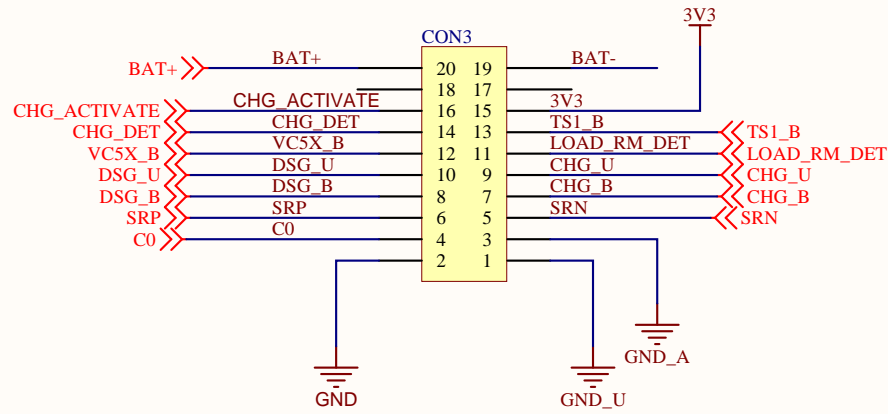 3V3
CON3
BAT+ BAT+ 20 19 BAT-
18 17
CHG_ACTIVATE CHG_ACTIVATE 16 15 3V3
CHG_DET CHG_DET 14 13 TS1_B TS1_B
VC5X_B VC5X_B 12 11 LOAD_RM_DET LOAD_RM_DET
DSG_U DSG_U 10 9 CHG_U CHG_U
DSG_B DSG_B 8 7 CHG_B CHG_B
SRP SRP 6 5 SRN SRN
C0 C0 4 3
2 1
GND_A
GND GND_U